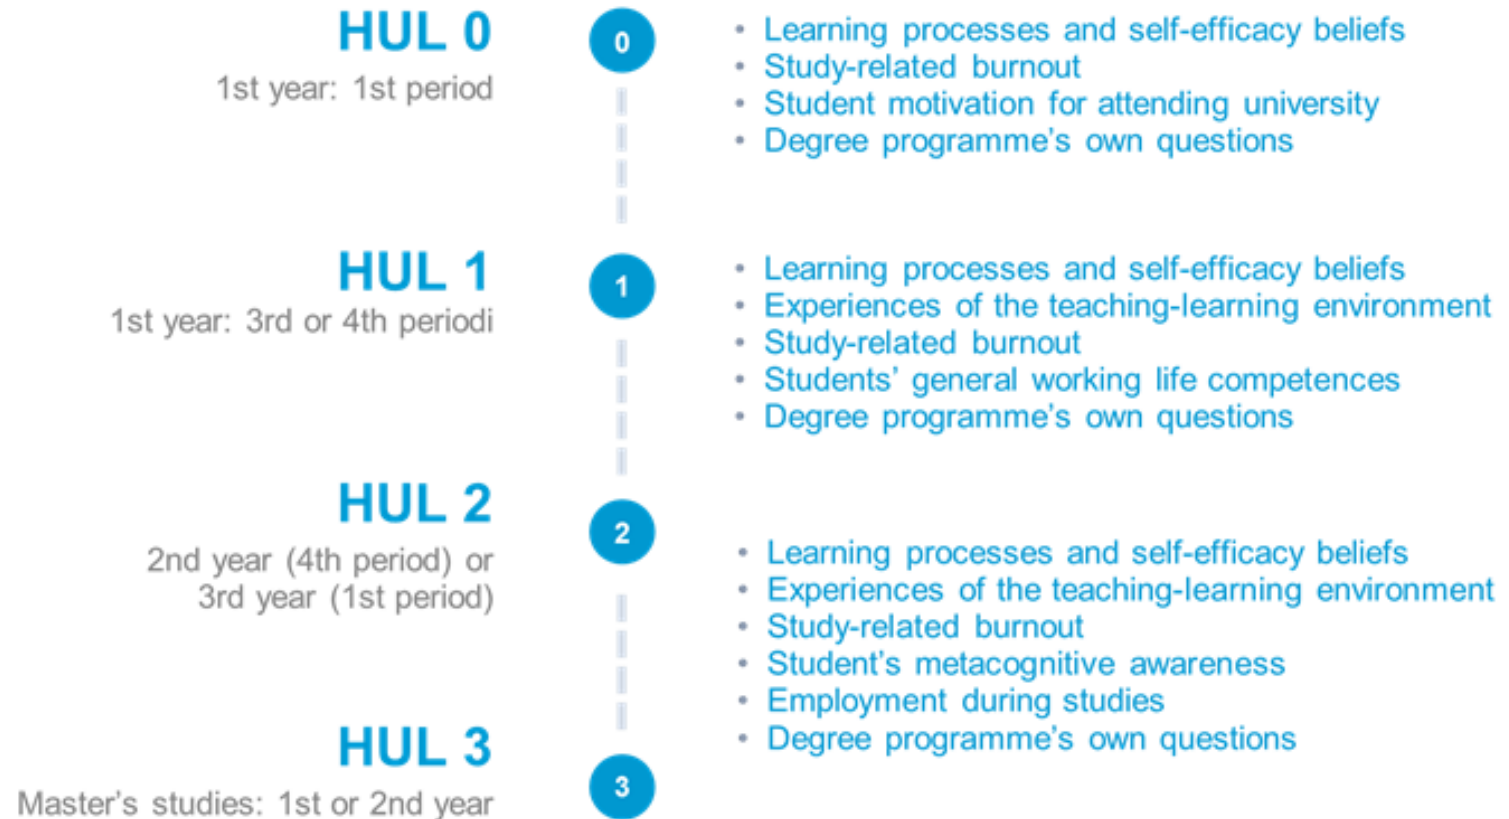 HUL 0
1st year: 1st period
0
• Learning processes and self-efficacy beliefs
• Study-related burnout
• Student motivation for attending university
• Degree programme’s own questions
HUL 1
1st year: 3rd or 4th periodi
1
• Learning processes and self-efficacy beliefs
• Experiences of the teaching-learning environment
• Study-related burnout
• Students’ general working life competences
• Degree programme’s own questions
HUL 2
2nd year (4th period) or
3rd year (1st period)
2
• Learning processes and self-efficacy beliefs
• Experiences of the teaching-learning environment
• Study-related burnout
• Student’s metacognitive awareness
• Employment during studies
• Degree programme’s own questions
HUL 3
Master’s studies: 1st or 2nd year
3